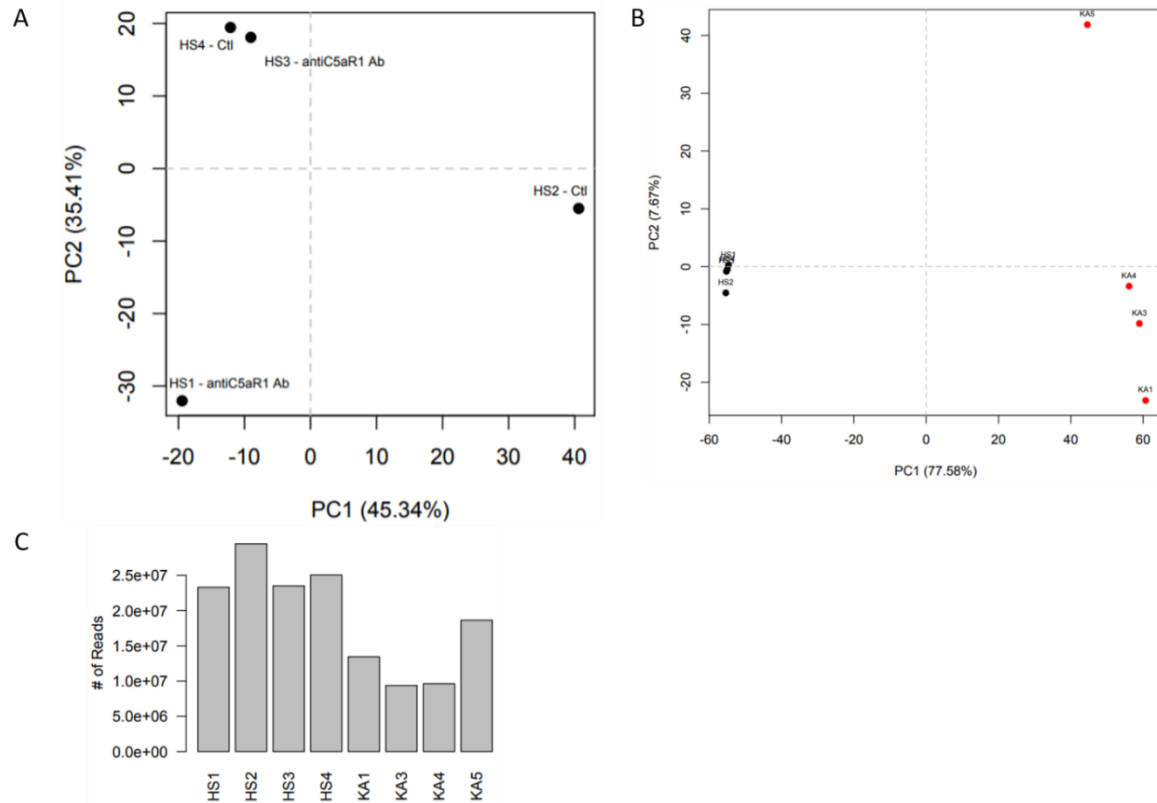 A
20
10
0
-10
-20
-30
PC2 (35.41%)
HS4 - Ctl
HS3 - antiC5aR1 Ab
HS2 - Ctl
HS1 - antiC5aR1 Ab
-20 -10 0 10 20 30 40
PC1 (45.34%)
B
40
30
20
10
0
-10
-20
PC2 (7.67%)
KA5
HS1
HS2
KA4
KA3
KA1
-60 -40 -20 0 20 40 60
PC1 (77.58%)
C
# of Reads
2.5e+07
2.0e+07
1.5e+07
1.0e+07
5.0e+06
0.0e+00
HS1 HS2 HS3 HS4 KA1 KA3 KA4 KA5